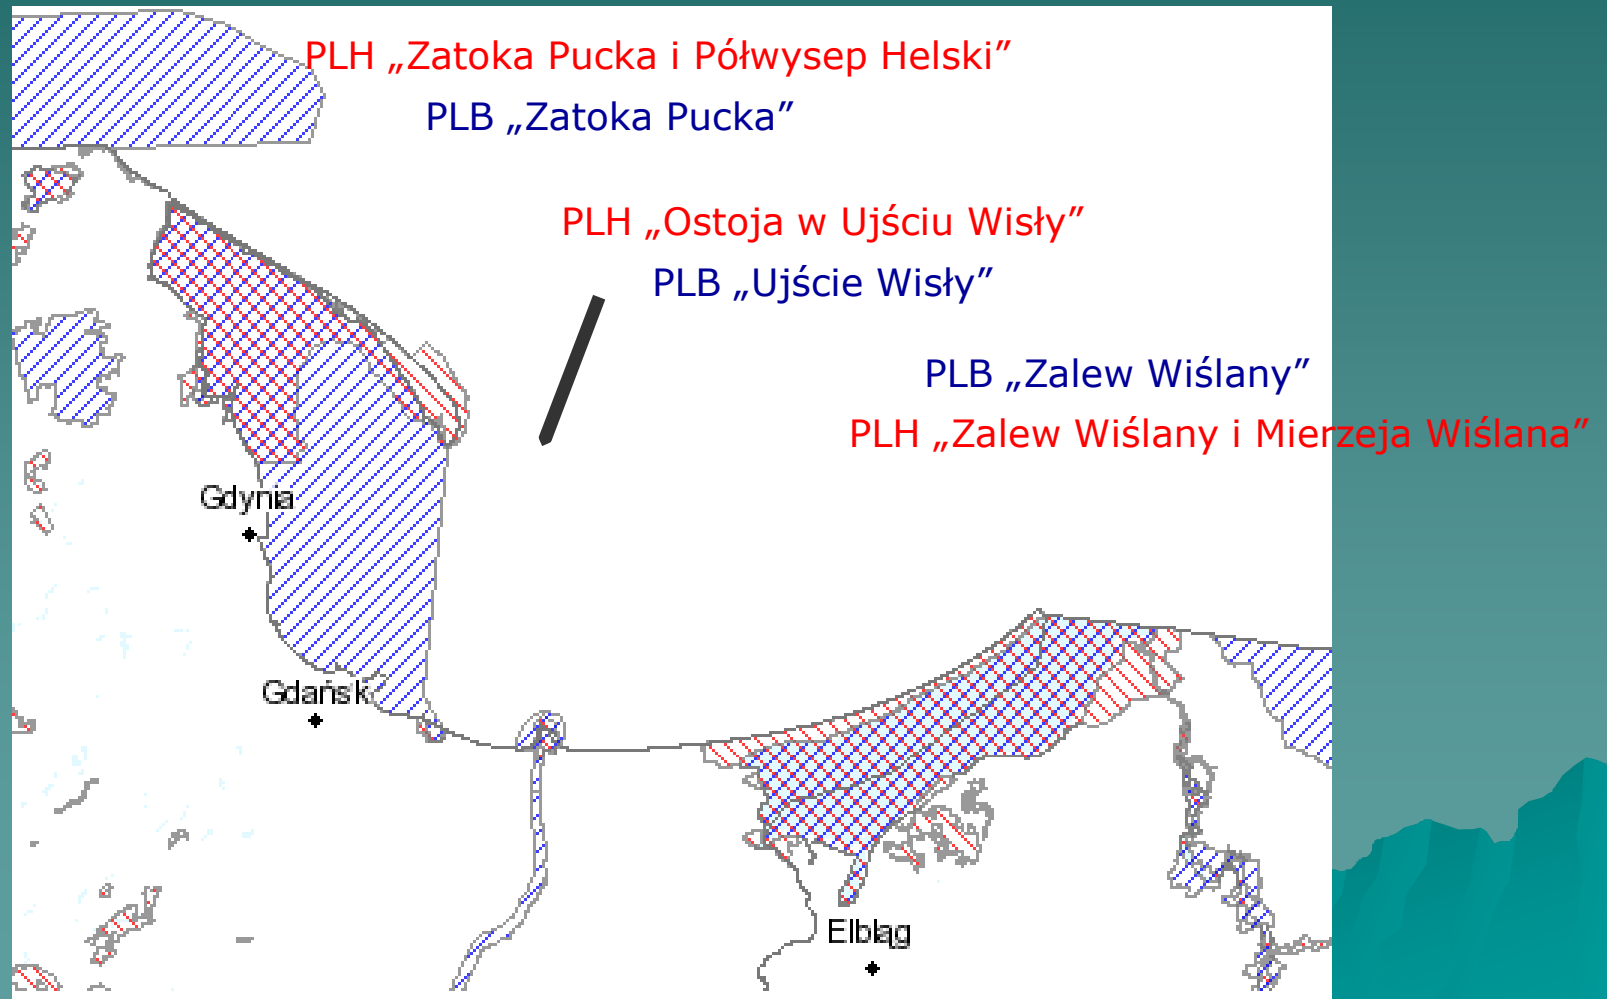 PLH „Zatoka Pucka i Półwysep Helski”
PLB „Zatoka Pucka”
PLH „Ostoja w Ujściu Wisły”
PLB „Ujście Wisły”
PLB „Zalew Wiślany”
PLH „Zalew Wiślany i Mierzeja Wiślana”
Gdynia
Gdańsk
Elbląg